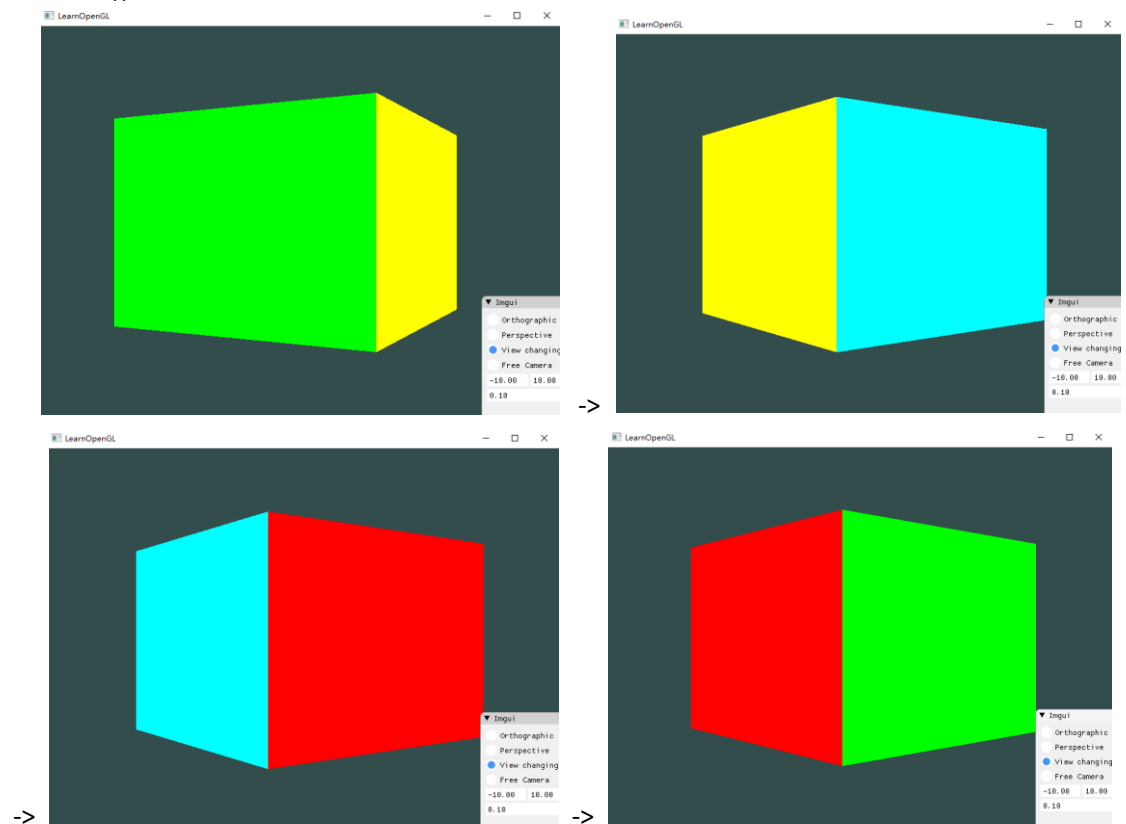 LearnOpenGL
▼ Imgui
Orthographic
Perspective
View changing
Free Camera
-10.00 10.00
0.10
->
LearnOpenGL
▼ Imgui
Orthographic
Perspective
View changing
Free Camera
-10.00 10.00
0.10
->
LearnOpenGL
▼ Imgui
Orthographic
Perspective
View changing
Free Camera
-10.00 10.00
0.10
->
LearnOpenGL
▼ Imgui
Orthographic
Perspective
View changing
Free Camera
-10.00 10.00
0.10